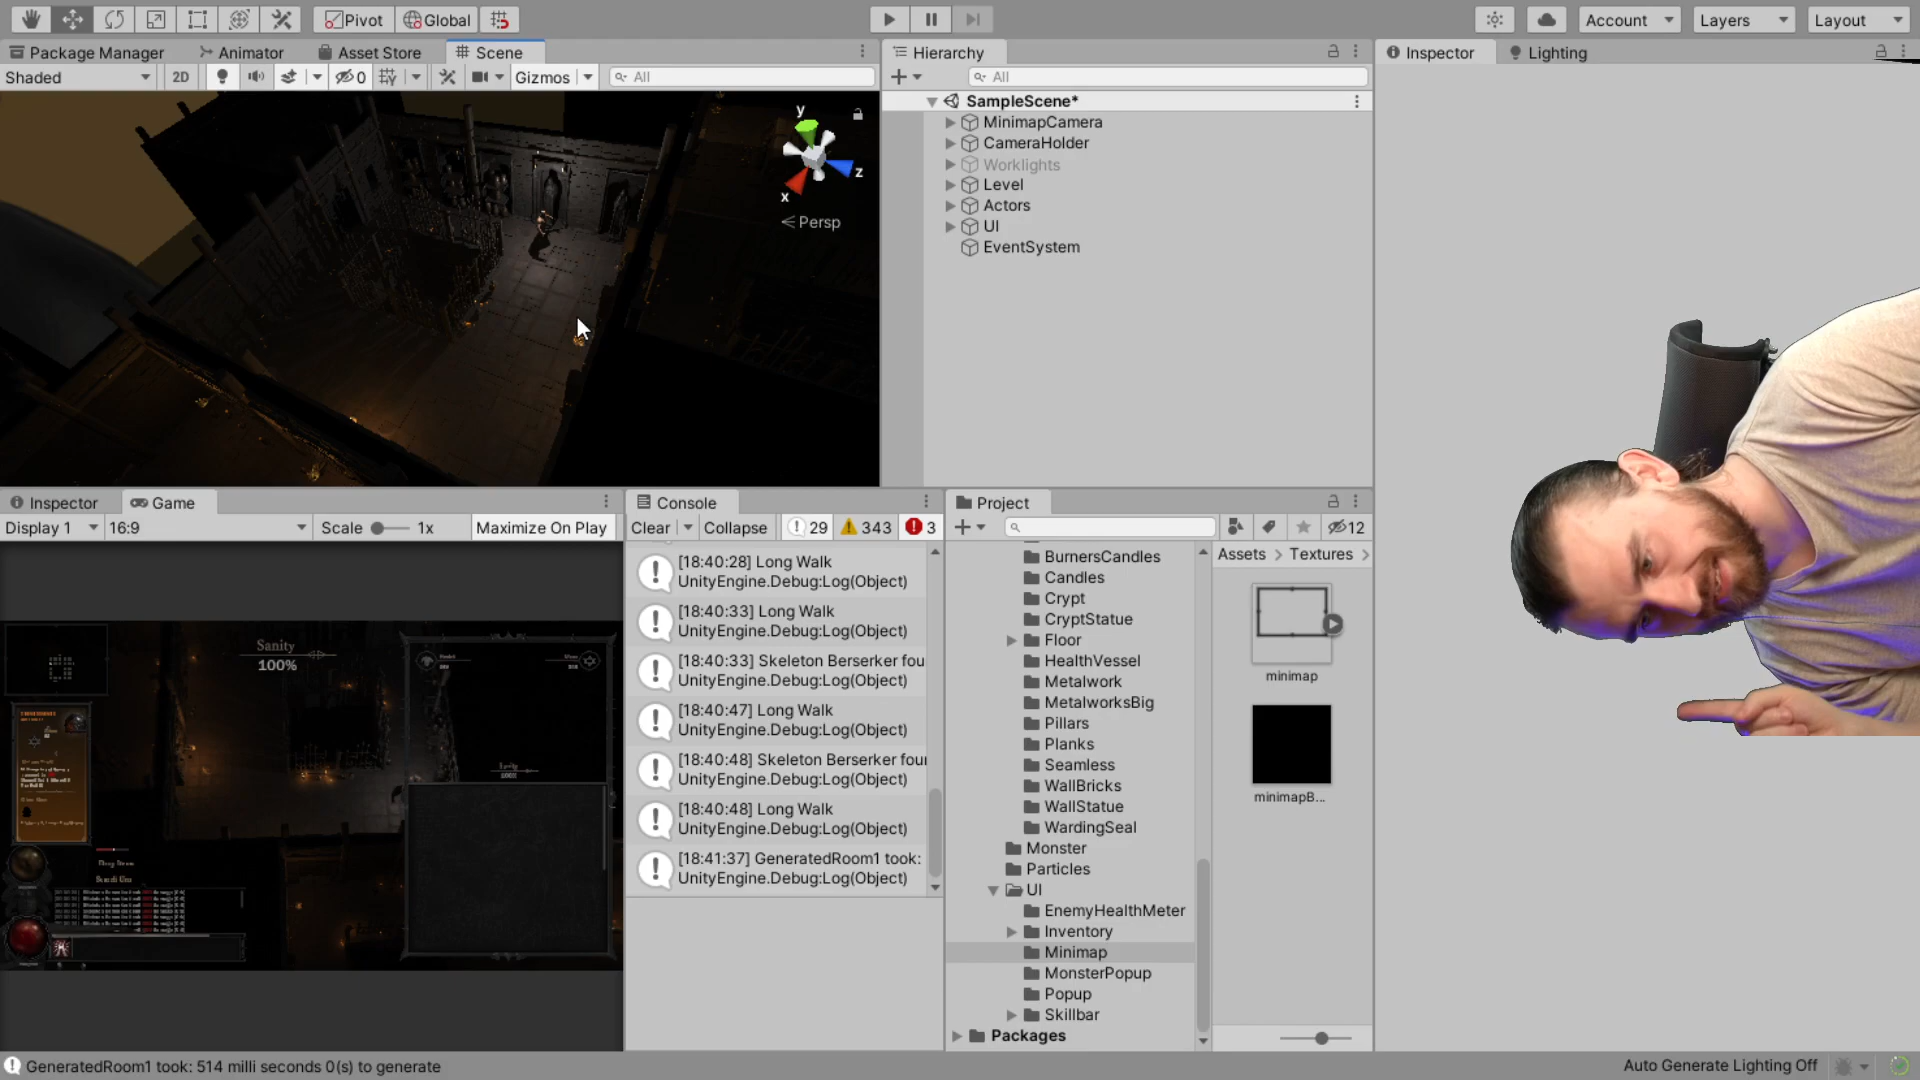 Pivot
Global
Account
Layers
Layout
Package Manager
Animator
Asset Store
Scene
Hierarchy
Inspector
Lighting
Shaded
2D
0
Gizmos
All
All
SampleScene*
MinimapCamera
CameraHolder
Worklights
Level
Actors
UI
EventSystem
y
x
z
Persp
Inspector
Game
Console
Project
Display 1
16:9
Scale
1x
Maximize On Play
Clear
Collapse
29
343
3
12
[18:40:28] Long Walk
UnityEngine.Debug:Log(Object)
[18:40:33] Long Walk
UnityEngine.Debug:Log(Object)
[18:40:33] Skeleton Berserker fou
UnityEngine.Debug:Log(Object)
[18:40:47] Long Walk
UnityEngine.Debug:Log(Object)
[18:40:48] Skeleton Berserker four
UnityEngine.Debug:Log(Object)
[18:40:48] Long Walk
UnityEngine.Debug:Log(Object)
[18:41:37] GeneratedRoom1 took:
UnityEngine.Debug:Log(Object)
BurnersCandles
Candles
Crypt
CryptStatue
Floor
HealthVessel
Metalwork
MetalworksBig
Pillars
Planks
Seamless
WallBricks
WallStatue
WardingSeal
Monster
Particles
UI
EnemyHealthMeter
Inventory
Minimap
MonsterPopup
Popup
Skillbar
Packages
Assets > Textures >
minimap
minimapB...
Sanity
100%
GeneratedRoom1 took: 514 milli seconds 0(s) to generate
Auto Generate Lighting Off